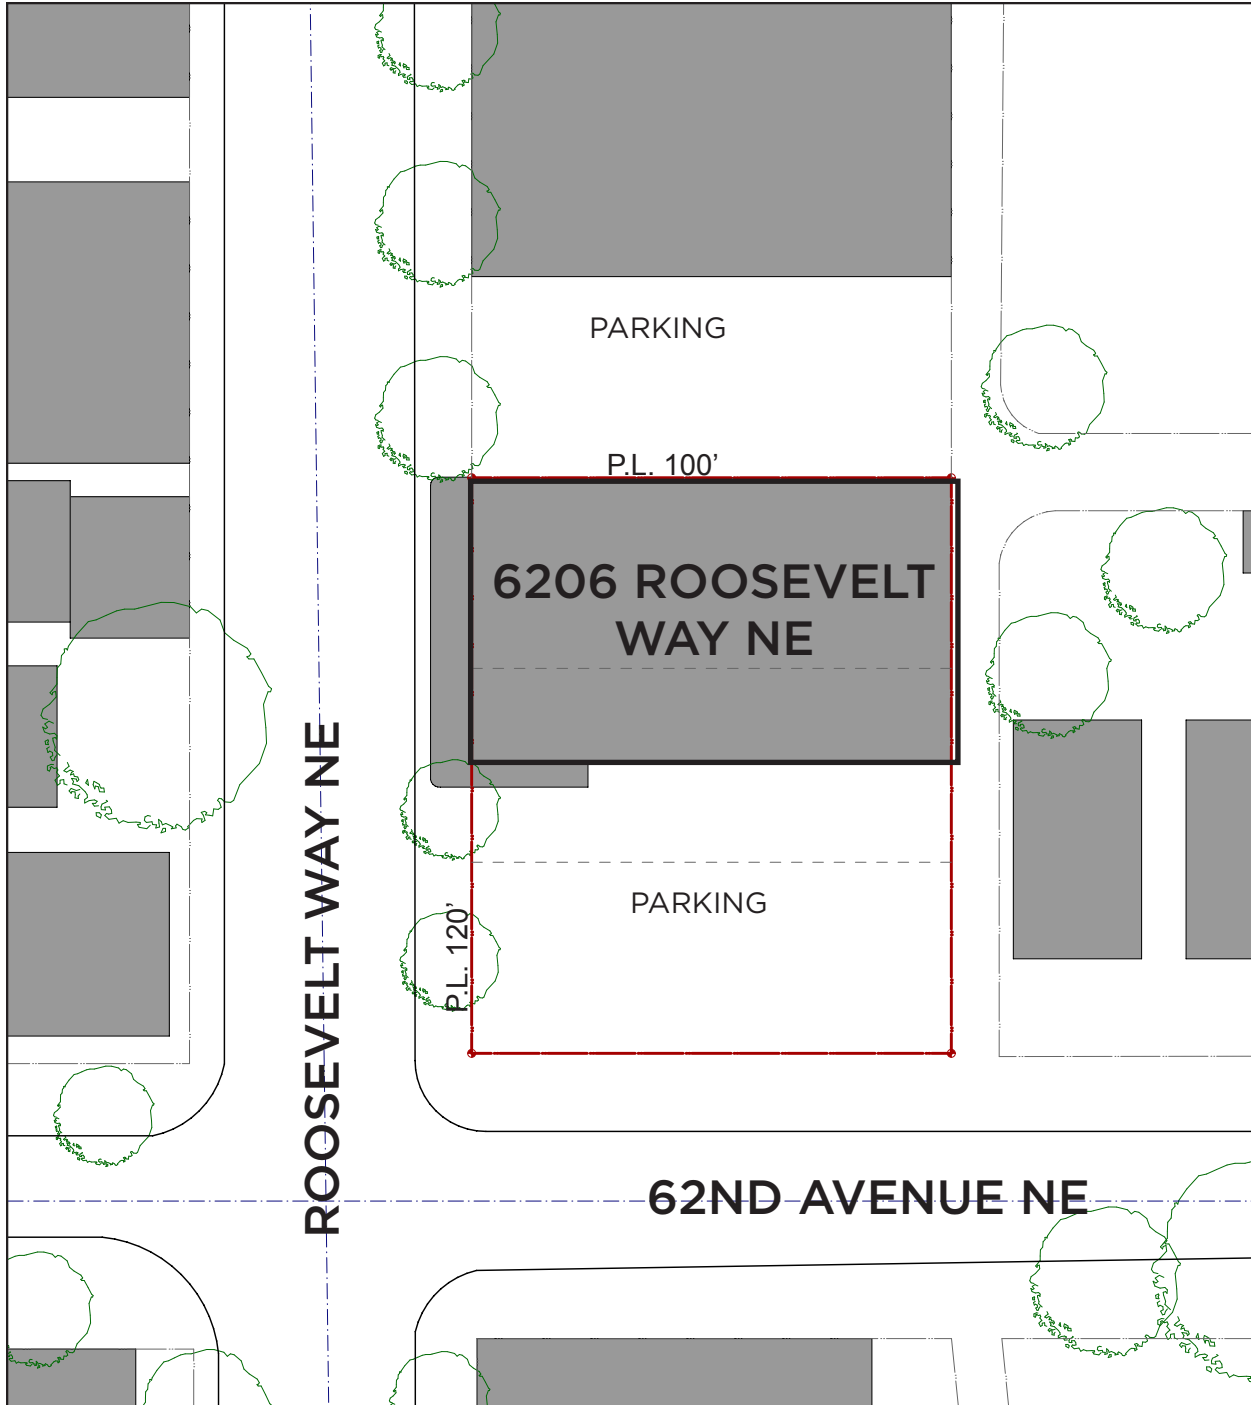 PARKING
P.L. 100’
6206 ROOSEVELT
WAY NE
ROOSEVELT WAY NE
PARKING
P.L. 120’
62ND AVENUE NE